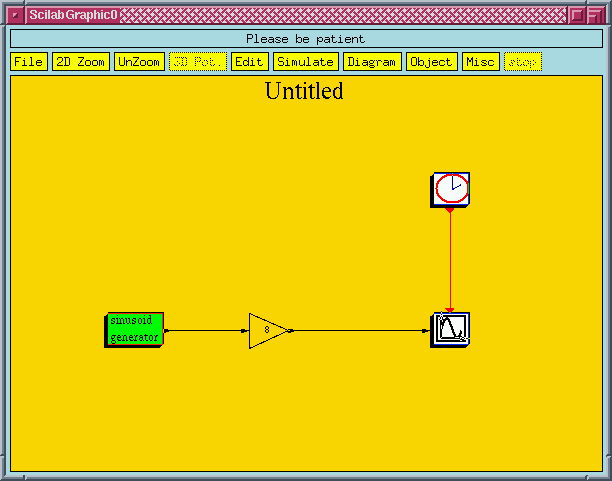 ScilabGraphic0
Please be patient
File 2D Zoom UnZoom 3D Rot. Edit Simulate Diagram Object Misc stop
Untitled
sinusoid
generator
8